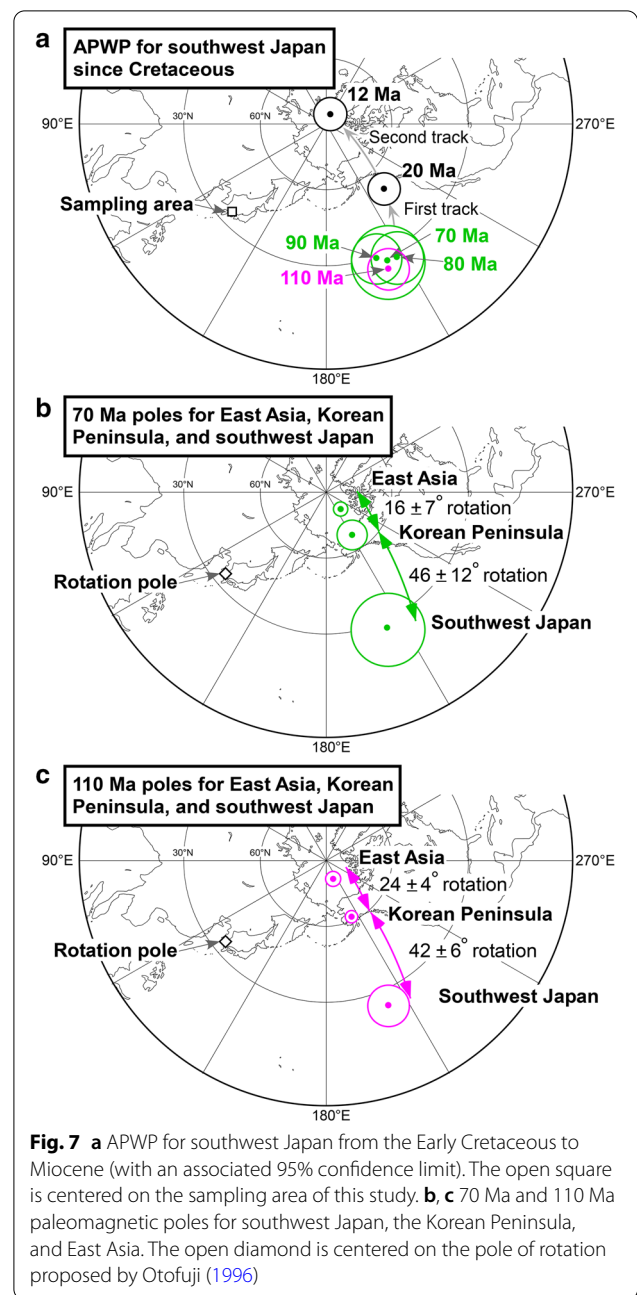 a
APWP for southwest Japan
since Cretaceous
12 Ma
30°N
60°N
90°E
270°E
Second track
20 Ma
Sampling area
First track
90 Ma
70 Ma
80 Ma
110 Ma
180°E
b
70 Ma poles for East Asia, Korean
Peninsula, and southwest Japan
30°N
60°N
East Asia
90°E
270°E
16 ± 7° rotation
Korean Peninsula
Rotation pole
46 ± 12° rotation
Southwest Japan
180°E
c
110 Ma poles for East Asia, Korean
Peninsula, and southwest Japan
30°N
60°N
East Asia
90°E
270°E
24 ± 4° rotation
Korean Peninsula
Rotation pole
42 ± 6° rotation
Southwest Japan
180°E
Fig. 7 a APWP for southwest Japan from the Early Cretaceous to
Miocene (with an associated 95% confidence limit). The open square
is centered on the sampling area of this study. b, c 70 Ma and 110 Ma
paleomagnetic poles for southwest Japan, the Korean Peninsula,
and East Asia. The open diamond is centered on the pole of rotation
proposed by Otofuji (1996)